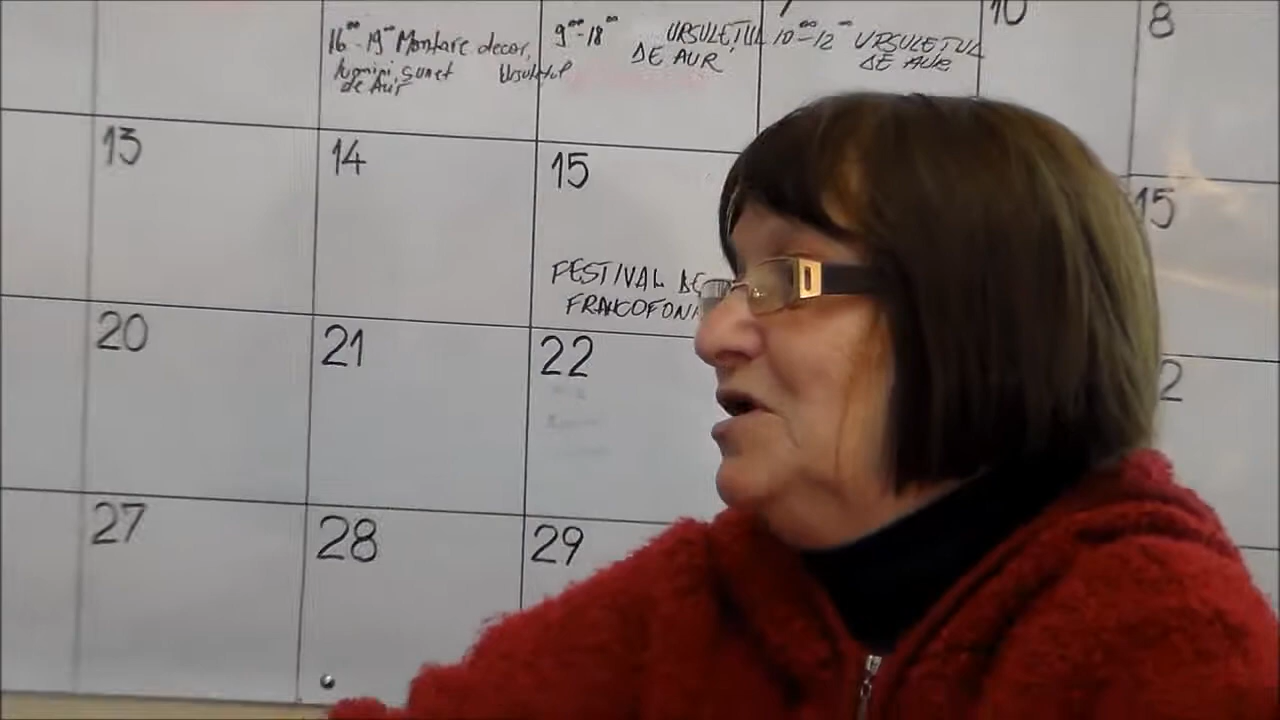 10
8
16⁰⁰-19⁰⁰ Montare decor,
lumini, sunet Ursulețul
de Aur
9⁰⁰-18⁰⁰ URSULEȚUL
DE AUR
10⁰⁰-12⁰⁰ URSULEȚUL
DE AUR
13
14
15
15
FESTIVAL DE
FRANCOFON
20
21
22
2
27
28
29